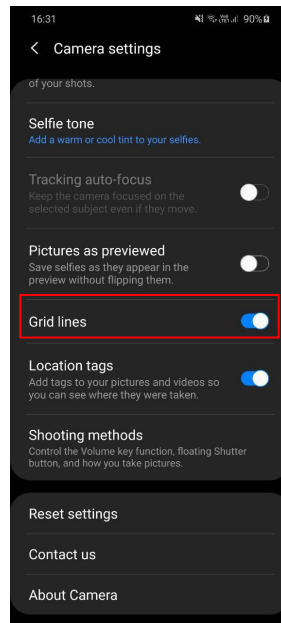 16:31
90%
Camera settings
of your shots.
Selfie tone
Add a warm or cool tint to your selfies.
Tracking auto-focus
Keep the camera focused on the
selected subject even if they move.
Pictures as previewed
Save selfies as they appear in the
preview without flipping them.
Grid lines
Location tags
Add tags to your pictures and videos so
you can see where they were taken.
Shooting methods
Control the Volume key function, floating Shutter
button, and how you take pictures.
Reset settings
Contact us
About Camera